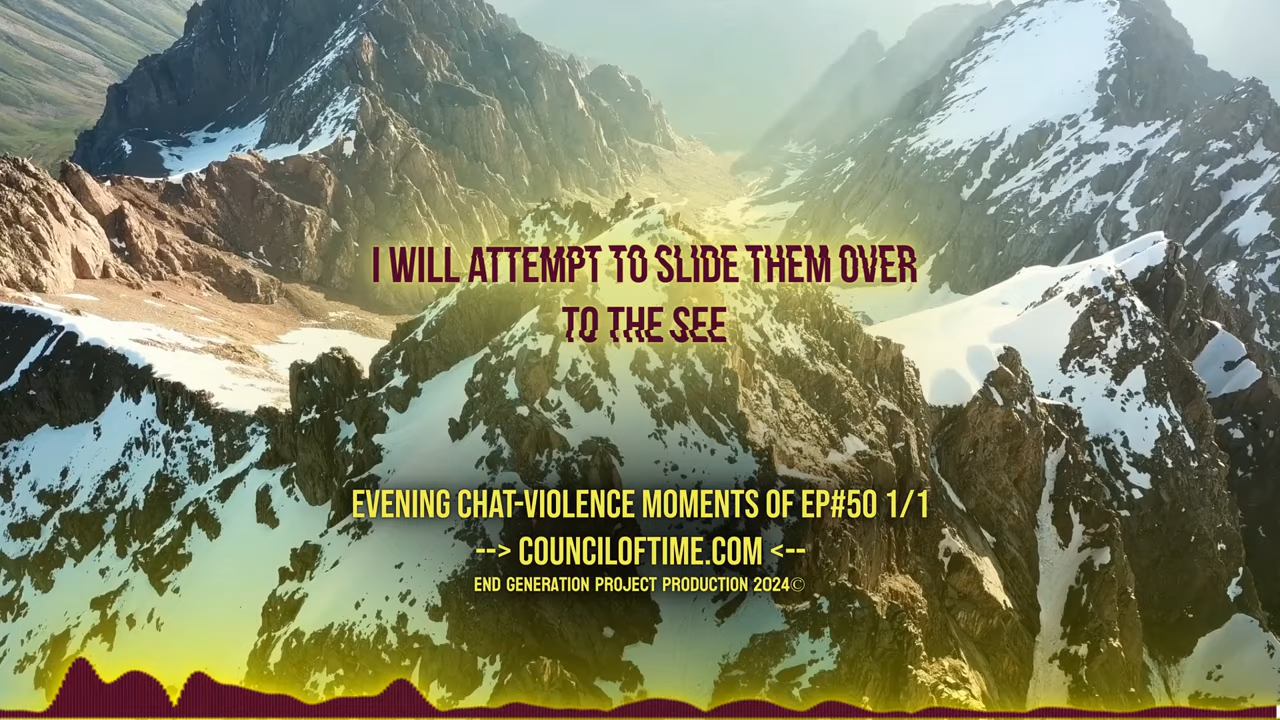 I WILL ATTEMPT TO SLIDE THEM OVER
TO THE SEE
EVENING CHAT-VIOLENCE MOMENTS OF EP#50 1/1
--> COUNCILOFTIME.COM <--
END GENERATION PROJECT PRODUCTION 2024©